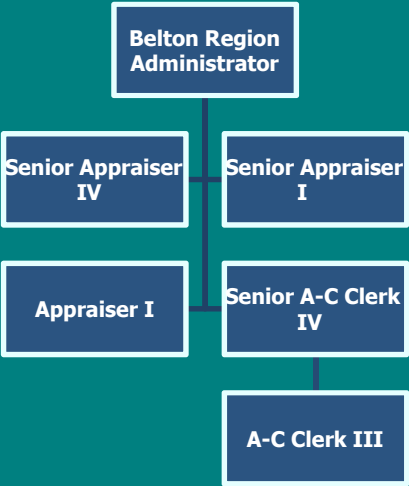 Belton Region
Administrator
Senior Appraiser
IV
Senior Appraiser
I
Appraiser I
Senior A-C Clerk
IV
A-C Clerk III